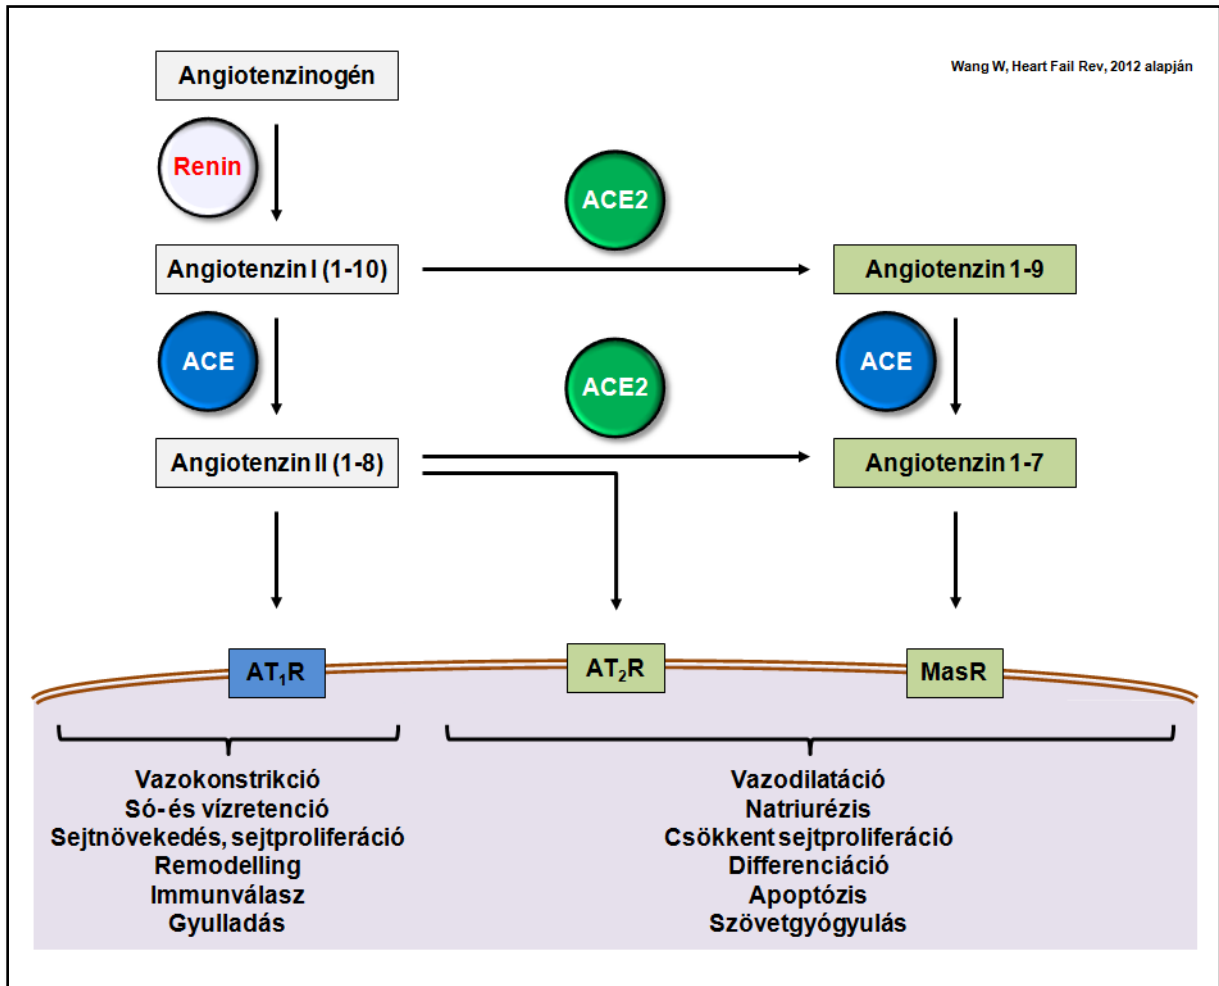 Angiotenzinogén
Wang W, Heart Fail Rev, 2012 alapján
Renin
ACE2
Angiotenzin I (1-10)
Angiotenzin 1-9
ACE
ACE2
ACE
Angiotenzin II (1-8)
Angiotenzin 1-7
AT₁R
AT₂R
MasR
Vazokonstrikció
Só- és vízretenció
Sejtnövekedés, sejtproliferáció
Remodelling
Immunválasz
Gyulladás
Vazodilatáció
Natriurézis
Csökkent sejtproliferáció
Differenciáció
Apoptózis
Szövetgyógyulás